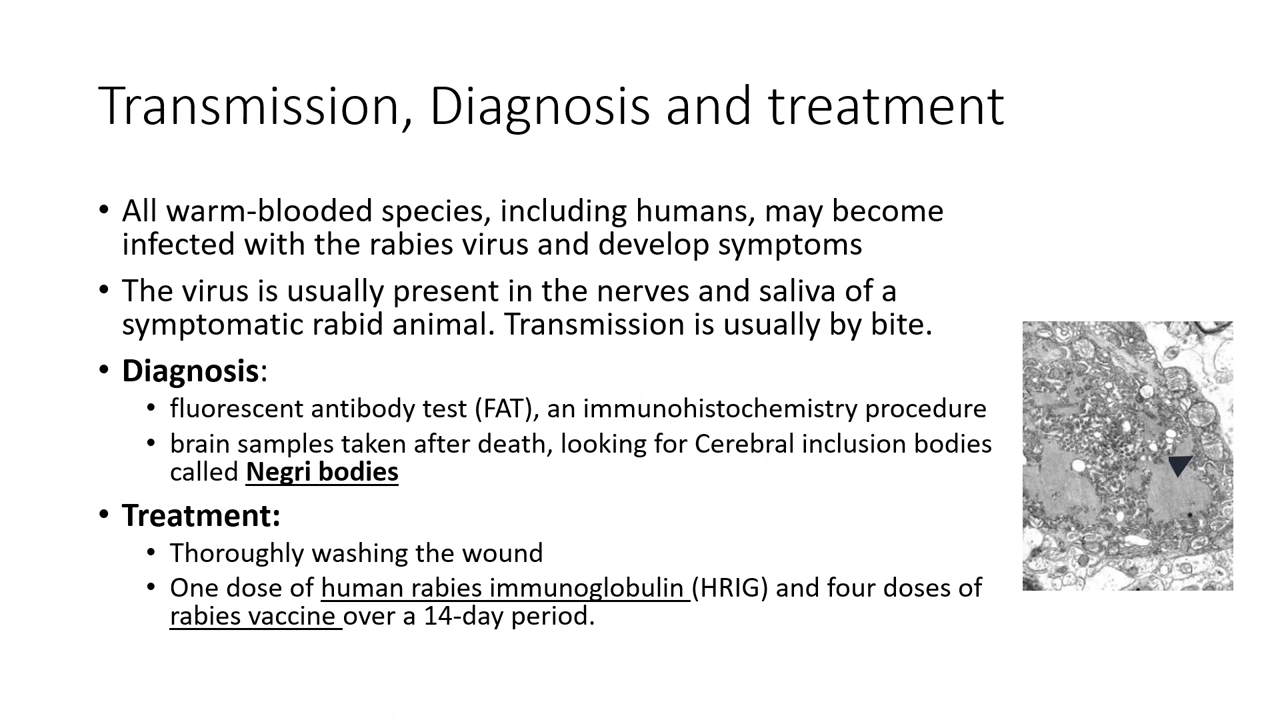 Transmission, Diagnosis and treatment
• All warm-blooded species, including humans, may become
infected with the rabies virus and develop symptoms
• The virus is usually present in the nerves and saliva of a
symptomatic rabid animal. Transmission is usually by bite.
• Diagnosis:
• fluorescent antibody test (FAT), an immunohistochemistry procedure
• brain samples taken after death, looking for Cerebral inclusion bodies
called Negri bodies
• Treatment:
• Thoroughly washing the wound
• One dose of human rabies immunoglobulin (HRIG) and four doses of
rabies vaccine over a 14-day period.